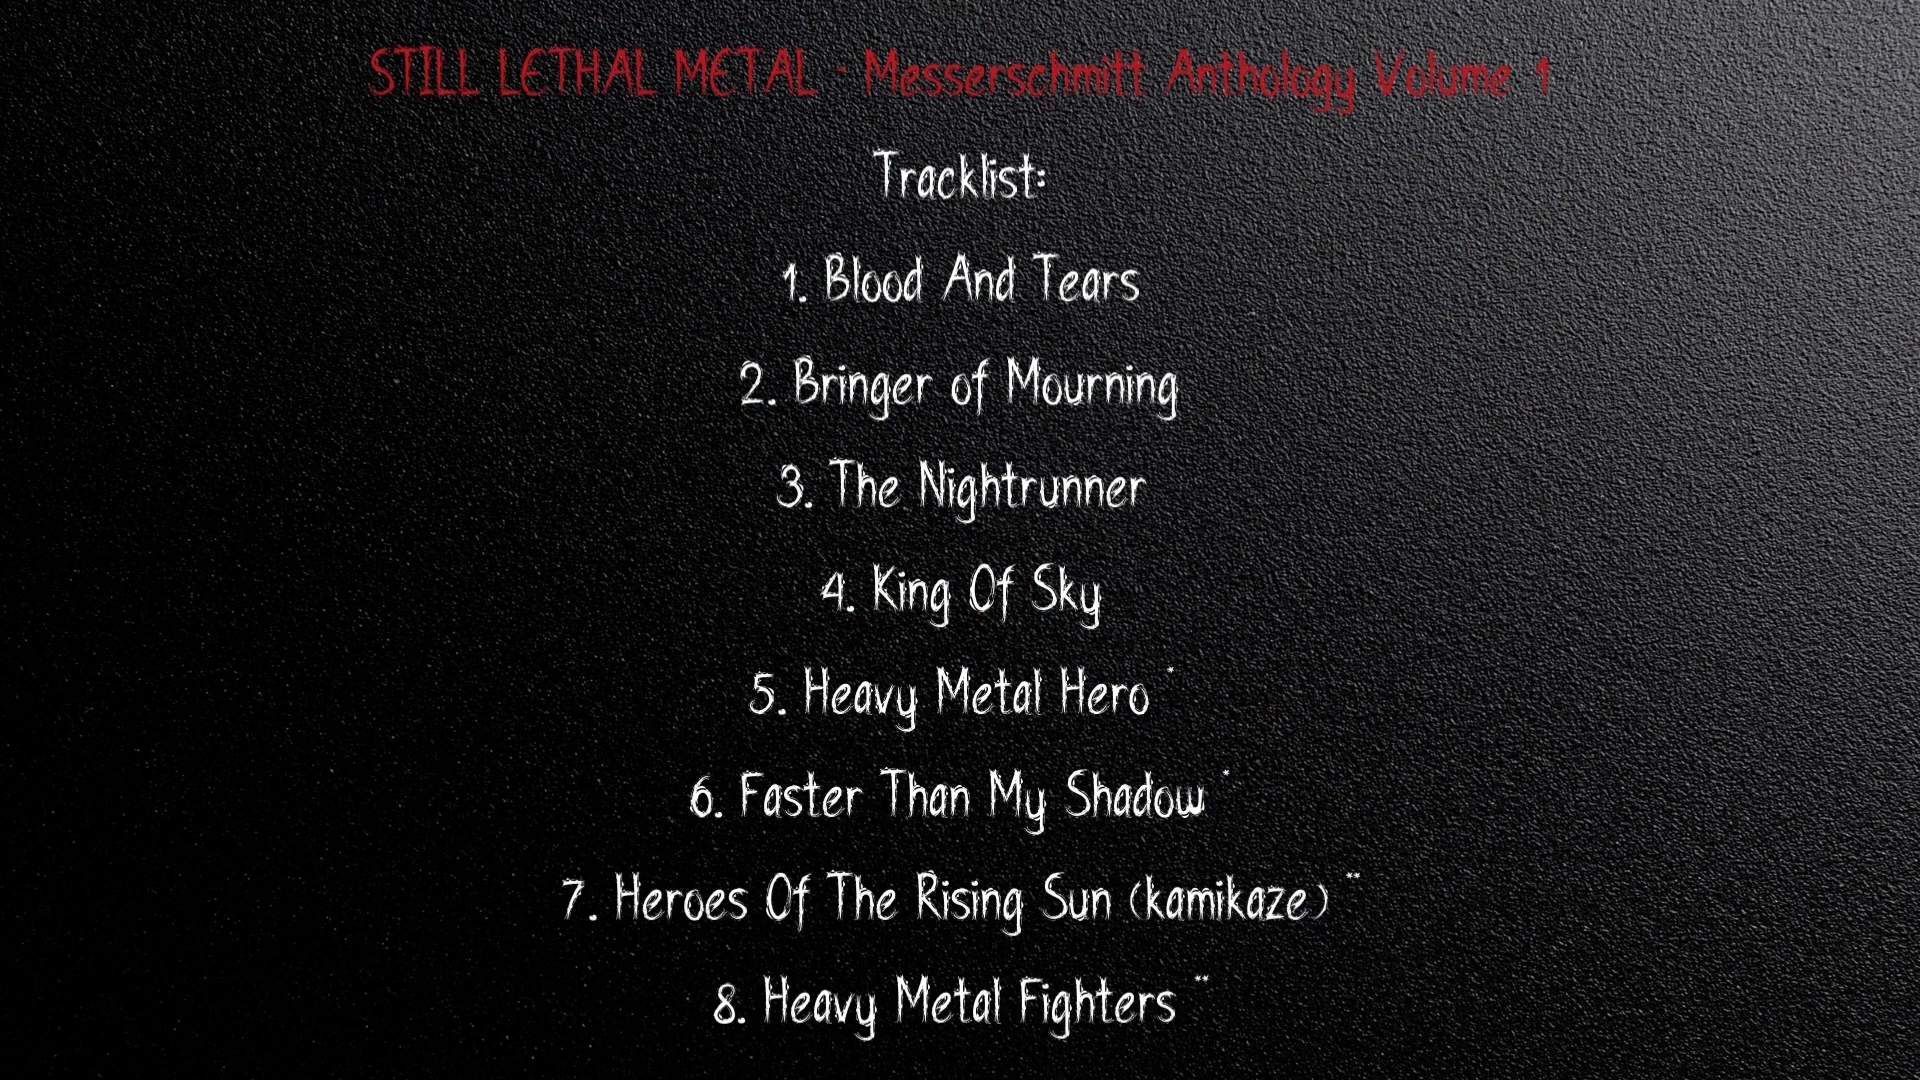 STILL LETHAL METAL - Messerschmitt Anthology Volume 1
Tracklist:
1. Blood And Tears
2. Bringer of Mourning
3. The Nightrunner
4. King Of Sky
5. Heavy Metal Hero *
6. Faster Than My Shadow *
7. Heroes Of The Rising Sun (kamikaze) **
8. Heavy Metal Fighters **